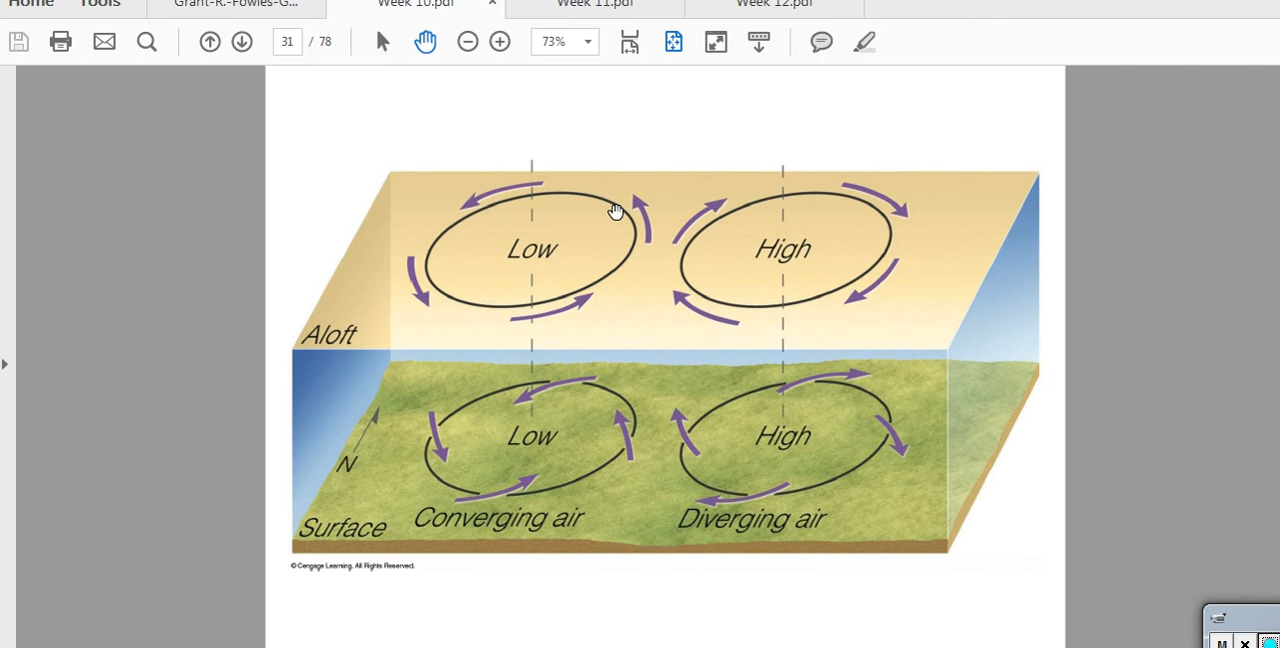 Home Tools Grant-R.-Fowles-G... Week 10.pdf × Week 11.pdf Week 12.pdf
31 / 78 73%
Low High
Aloft
Low High
N
Converging air Diverging air
Surface
© Cengage Learning. All Rights Reserved.
M